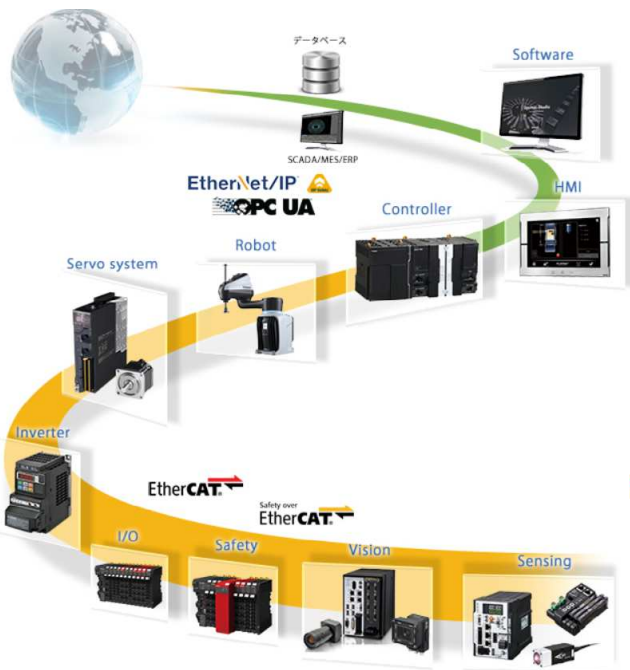 データベース
Software
SCADA/MES/ERP
EtherNet/IP
OPC UA
HMI
Controller
Robot
Servo system
Inverter
EtherCAT®
Safety over
EtherCAT®
I/O
Safety
Vision
Sensing